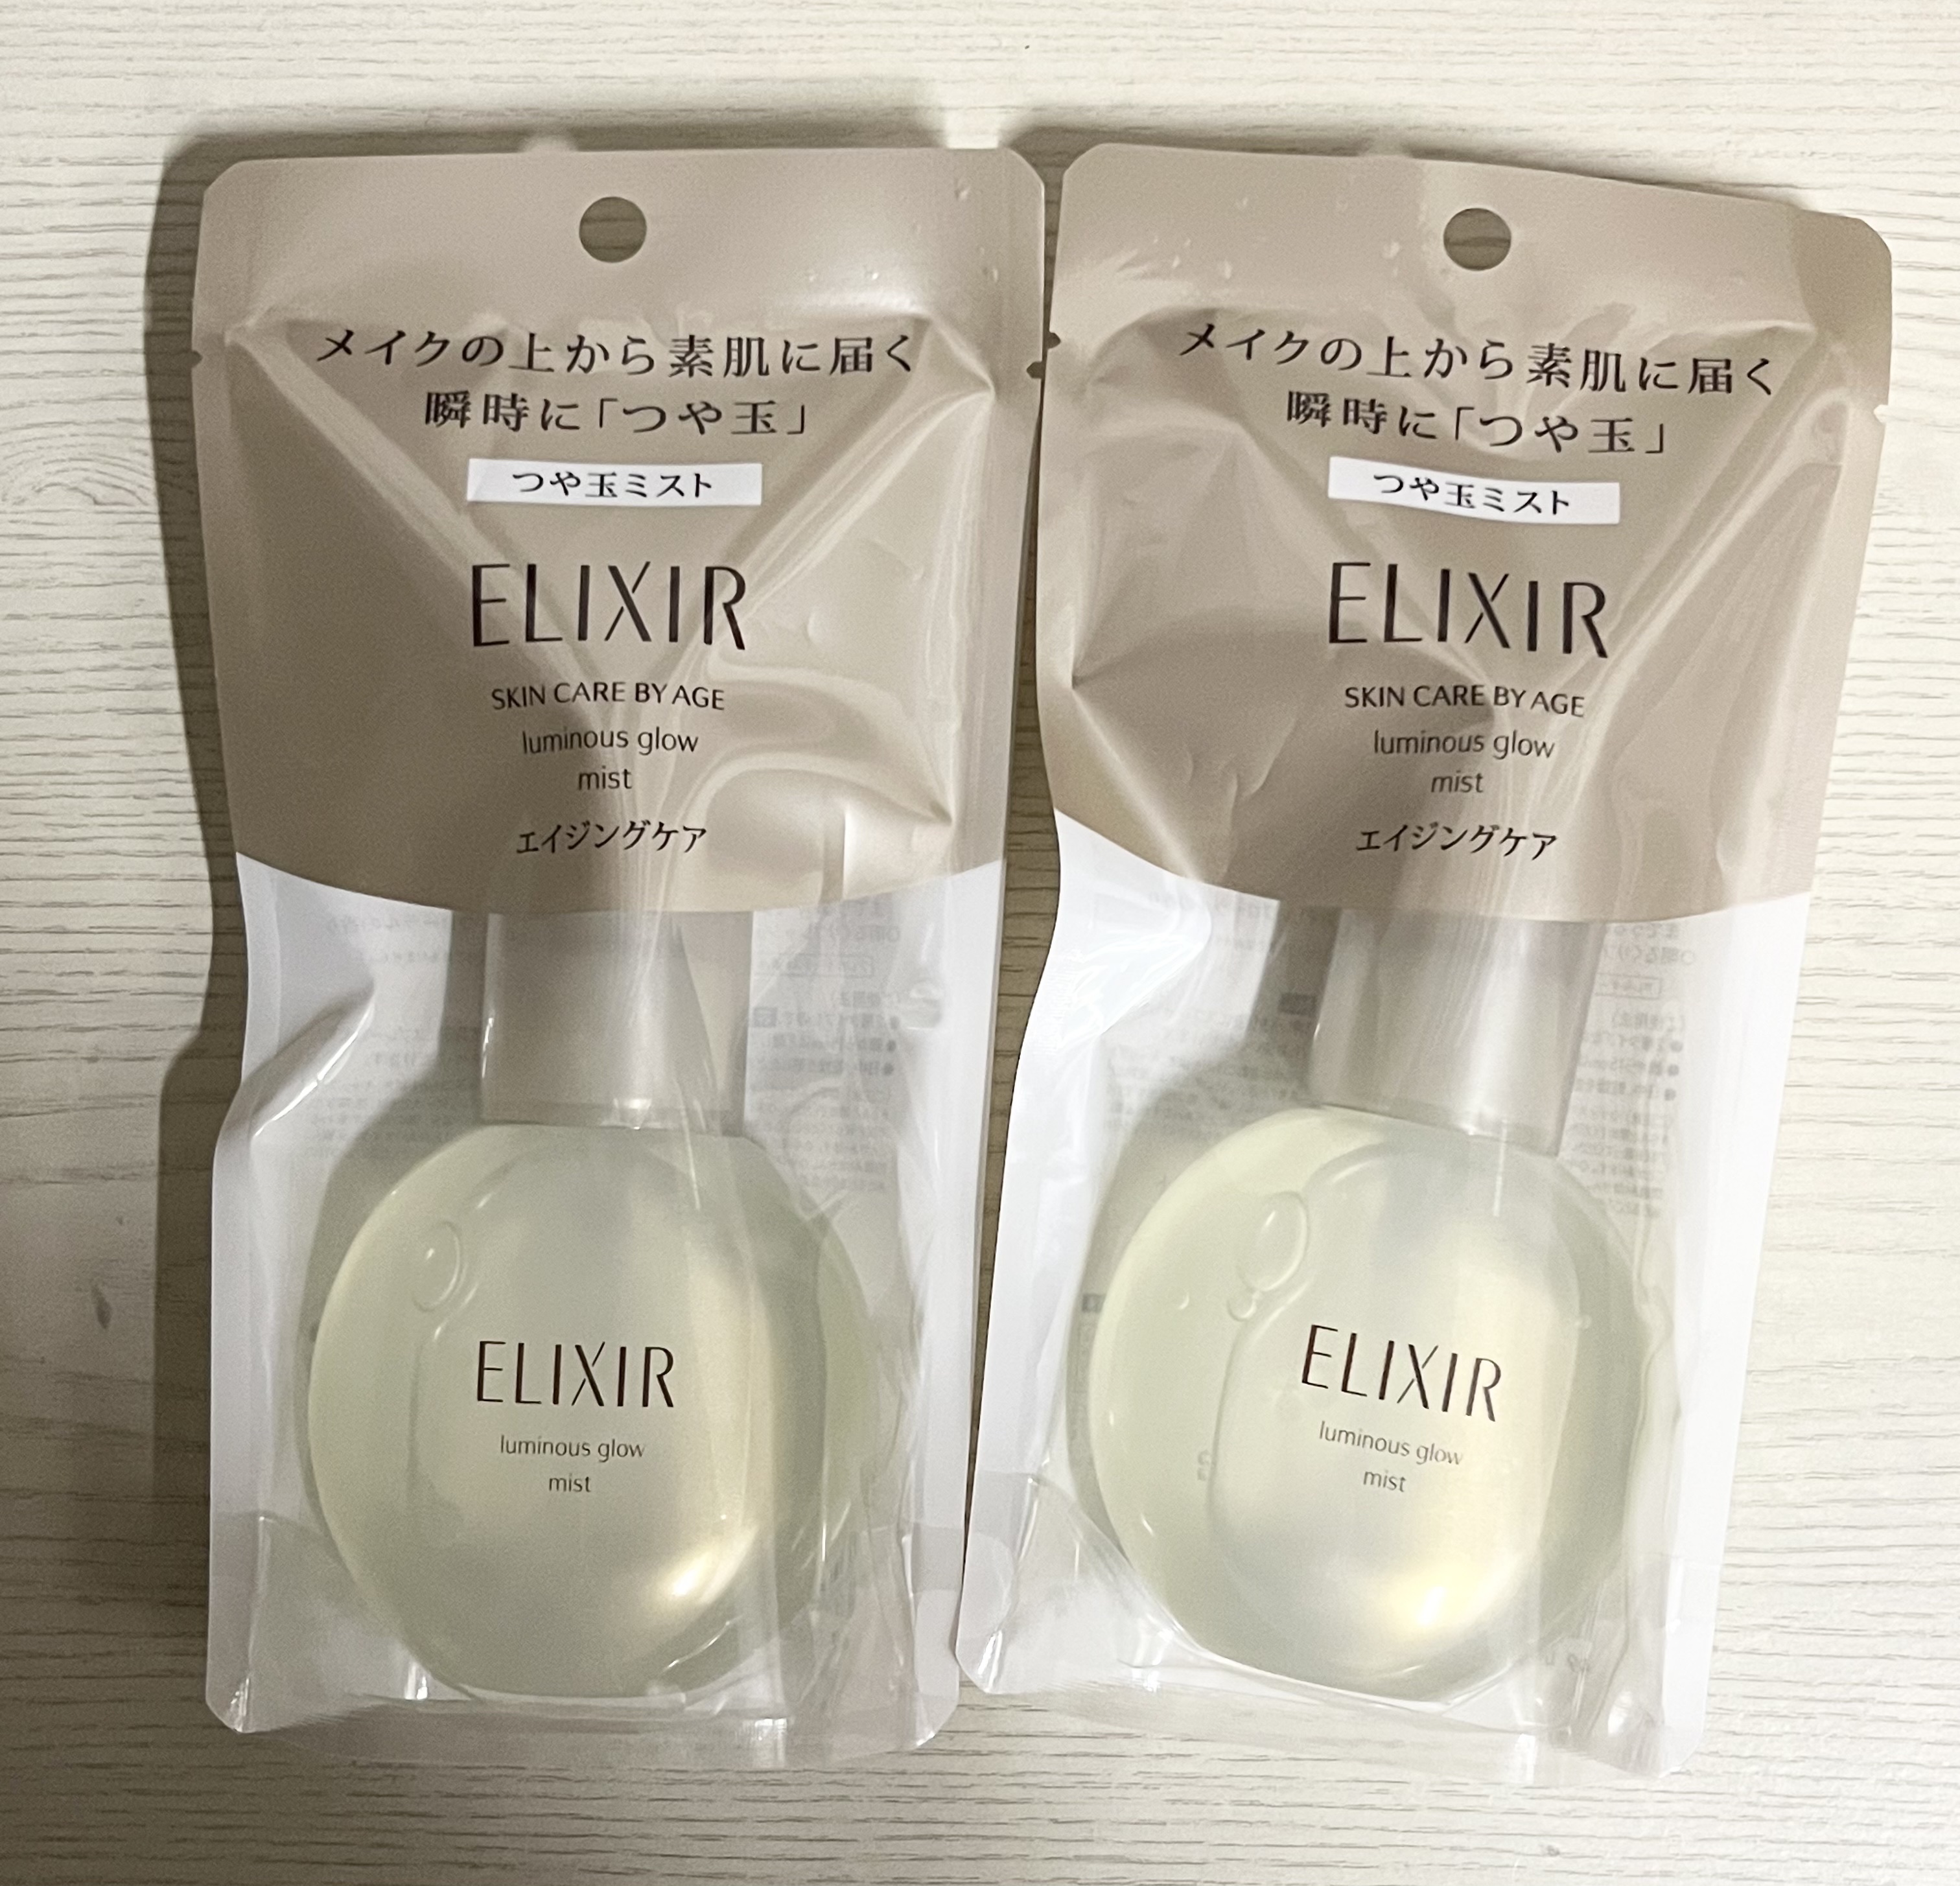 メイクの上から素肌に届く
瞬時に「つや玉」
つや玉ミスト
ELIXIR
SKIN CARE BY AGE
luminous glow
mist
エイジングケア
ELIXIR
luminous glow
mist
メイクの上から素肌に届く
瞬時に「つや玉」
つや玉ミスト
ELIXIR
SKIN CARE BY AGE
luminous glow
mist
エイジングケア
ELIXIR
luminous glow
mist